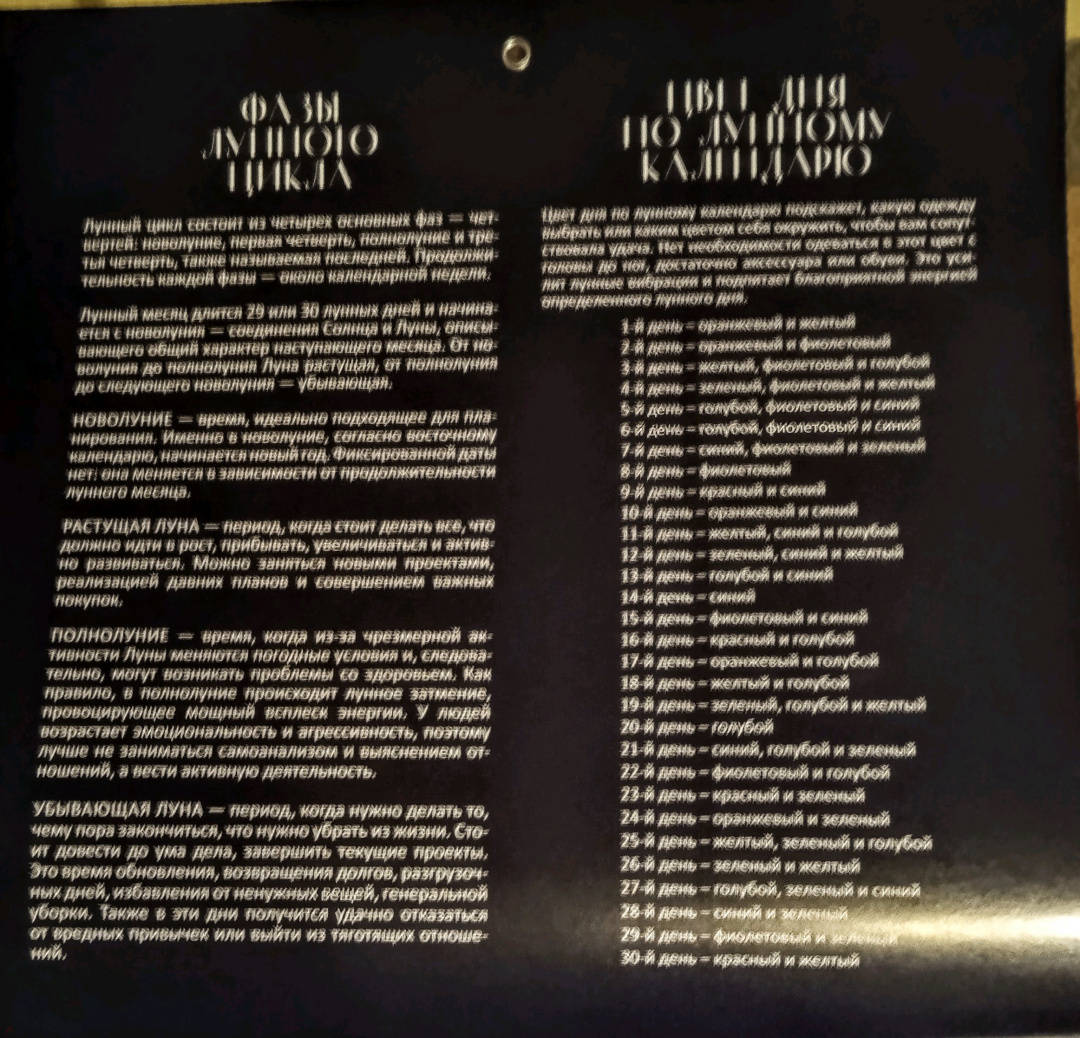 ФАЗЫ
ЛУННОГО
ЦИКЛА
Лунный цикл состоит из четырех основных фаз — чет-
вертей: новолуние, первая четверть, полнолуние и тре-
тья четверть, также называемая последней. Продолжи-
тельность каждой фазы — около календарной недели.
Лунный месяц длится 29 или 30 лунных дней и начина-
ется с новолуния — соединения Солнца и Луны, описы-
вающего общий характер наступающего месяца. От но-
волуния до полнолуния Луна растущая, от полнолуния
до следующего новолуния — убывающая.
НОВОЛУНИЕ — время, идеально подходящее для пла-
нирования. Именно в новолуние, согласно восточному
календарю, начинается новый год. Фиксированной даты
нет: она меняется в зависимости от продолжительности
лунного месяца.
РАСТУЩАЯ ЛУНА — период, когда стоит делать все, что
должно идти в рост, прибывать, увеличиваться и актив-
но развиваться. Можно заняться новыми проектами,
реализацией давних планов и совершением важных
покупок.
ПОЛНОЛУНИЕ — время, когда из-за чрезмерной ак-
тивности Луны меняются погодные условия и, следова-
тельно, могут возникать проблемы со здоровьем. Как
правило, в полнолуние происходит лунное затмение,
провоцирующее мощный всплеск энергии. У людей
возрастает эмоциональность и агрессивность, поэтому
лучше не заниматься самоанализом и выяснением от-
ношений, а вести активную деятельность.
УБЫВАЮЩАЯ ЛУНА — период, когда нужно делать то,
чему пора закончиться, что нужно убрать из жизни. Сто-
ит довести до ума дела, завершить текущие проекты.
Это время обновления, возвращения долгов, разгрузоч-
ных дней, избавления от ненужных вещей, генеральной
уборки. Также в эти дни получится удачно отказаться
от вредных привычек или выйти из тяготящих отноше-
ний.
ЦВЕТ ДНЯ
ПО ЛУННОМУ
КАЛЕНДАРЮ
Цвет дня по лунному календарю подскажет, какую одежду
выбрать или каким цветом себя окружить, чтобы вам сопут-
ствовала удача. Нет необходимости одеваться в этот цвет с
головы до ног, достаточно аксессуара или обуви. Это уси-
лит лунные вибрации и подпитает благоприятной энергией
определенного лунного дня.
1-й день – оранжевый и желтый
2-й день – оранжевый и фиолетовый
3-й день – желтый, фиолетовый и голубой
4-й день – зеленый, фиолетовый и желтый
5-й день – голубой, фиолетовый и синий
6-й день – голубой, фиолетовый и синий
7-й день – синий, фиолетовый и зеленый
8-й день – фиолетовый
9-й день – красный и синий
10-й день – оранжевый и синий
11-й день – желтый, синий и голубой
12-й день – зеленый, синий и желтый
13-й день – голубой и синий
14-й день – синий
15-й день – фиолетовый и синий
16-й день – красный и голубой
17-й день – оранжевый и голубой
18-й день – желтый и голубой
19-й день – зеленый, голубой и желтый
20-й день – голубой
21-й день – синий, голубой и зеленый
22-й день – фиолетовый и голубой
23-й день – красный и зеленый
24-й день – оранжевый и зеленый
25-й день – желтый, зеленый и голубой
26-й день – зеленый и желтый
27-й день – голубой, зеленый и синий
28-й день – синий и зеленый
29-й день – фиолетовый и зеленый
30-й день – красный и желтый